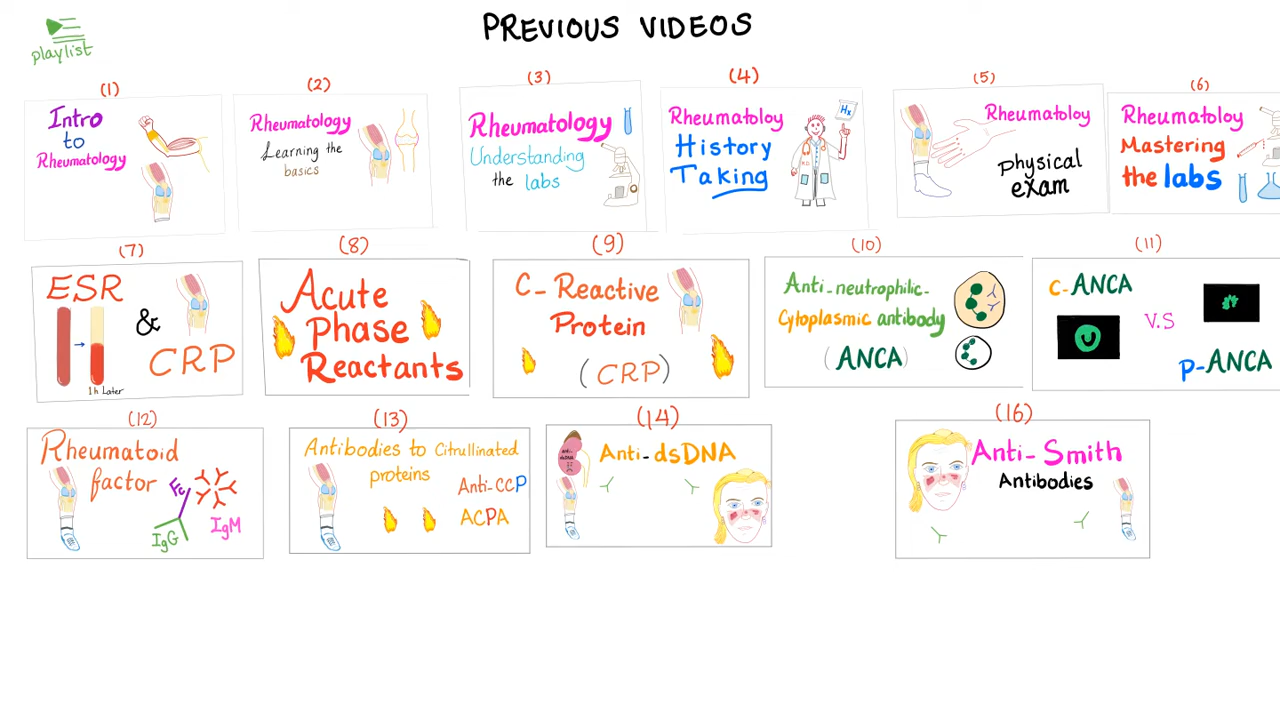 PREVIOUS VIDEOS
playlist
(1)
Intro
to
Rheumatology
(2)
Rheumatology
Learning the
basics
(3)
Rheumatology
Understanding
the labs
(4)
Rheumatoloy
History
Taking
Hx
(5)
Rheumatoloy
physical
exam
(6)
Rheumatoloy
Mastering
the labs
(7)
ESR
&
CRP
1h Later
(8)
Acute
Phase
Reactants
(9)
C-Reactive
Protein
(CRP)
(10)
Anti-neutrophilic-
Cytoplasmic antibody
(ANCA)
(11)
C-ANCA
V.S
P-ANCA
(12)
Rheumatoid
factor
Fc
IgG
IgM
(13)
Antibodies to Citrullinated
proteins
Anti-CCP
ACPA
(14)
Anti-dsDNA
(16)
Anti-Smith
Antibodies